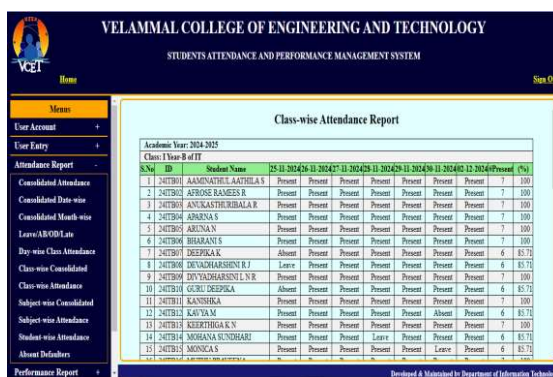 VELAMMAL COLLEGE OF ENGINEERING AND TECHNOLOGY
STUDENTS ATTENDANCE AND PERFORMANCE MANAGEMENT SYSTEM
VCET
Home
Sign O
Menus
User Account +
User Entry +
Attendance Report -
Consolidated Attendance
Consolidated Date-wise
Consolidated Mounth-wise
Leave/AB/OD/Late
Day-wise Class Attendance
Class-wise Consolidated
Class-wise Attendance
Subject-wise Consolidated
Subject-wise Attendance
Student-wise Attendance
Absent Defaulters
Performance Report +
Class-wise Attendance Report
Academic Year: 2024-2025
Class: I Year-B of IT
S.No ID Student Name 25-11-2024 26-11-2024 27-11-2024 28-11-2024 29-11-2024 30-11-2024 02-12-2024 #Present (%)
1 24ITB01 AAMINATHUL AATHILA S Present Present Present Present Present Present Present 7 100
2 24ITB02 AFROSE RAMEES R Present Present Present Present Present Present Present 7 100
3 24ITB03 ANUKASTHURIBALA R Present Present Present Present Present Present Present 7 100
4 24ITB04 APARNA S Present Present Present Present Present Present Present 7 100
5 24ITB05 ARUNA N Present Present Present Present Present Present Present 7 100
6 24ITB06 BHARANI S Present Present Present Present Present Present Present 7 100
7 24ITB07 DEEPIKA K Absent Present Present Present Present Present Present 6 85.71
8 24ITB08 DEVADHARSHINI R J Leave Present Present Present Present Present Present 6 85.71
9 24ITB09 DIVYADHARSINI L N R Present Present Present Present Present Present Present 7 100
10 24ITB10 GURU DEEPIKA Absent Present Present Present Present Present Present 6 85.71
11 24ITB11 KANISHKA Present Present Present Present Present Present Present 7 100
12 24ITB12 KAVYA M Present Present Present Present Present Absent Present 6 85.71
13 24ITB13 KEERTHIGA K N Present Present Present Present Present Present Present 7 100
14 24ITB14 MOHANA SUNDHARI Present Present Present Leave Present Present Present 6 85.71
15 24ITB15 MONICA S Present Present Present Present Present Leave Present 6 85.71
Developed & Maintained by Department of Information Technolo